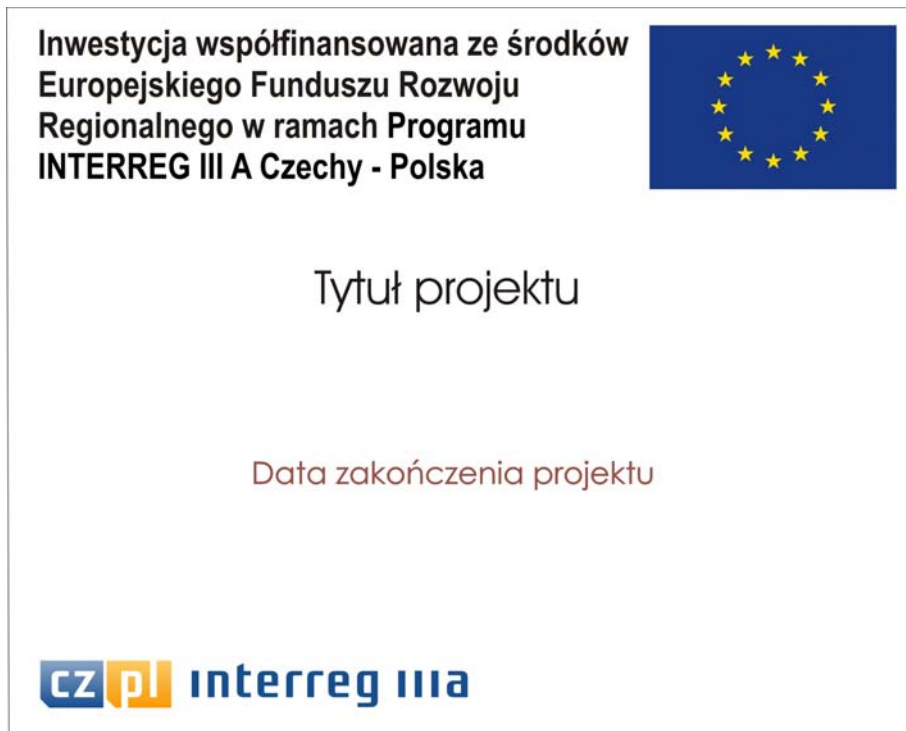 Inwestycja współfinansowana ze środków
Europejskiego Funduszu Rozwoju
Regionalnego w ramach Programu
INTERREG III A Czechy - Polska
Tytuł projektu
Data zakończenia projektu
cz pl interreg IIIa